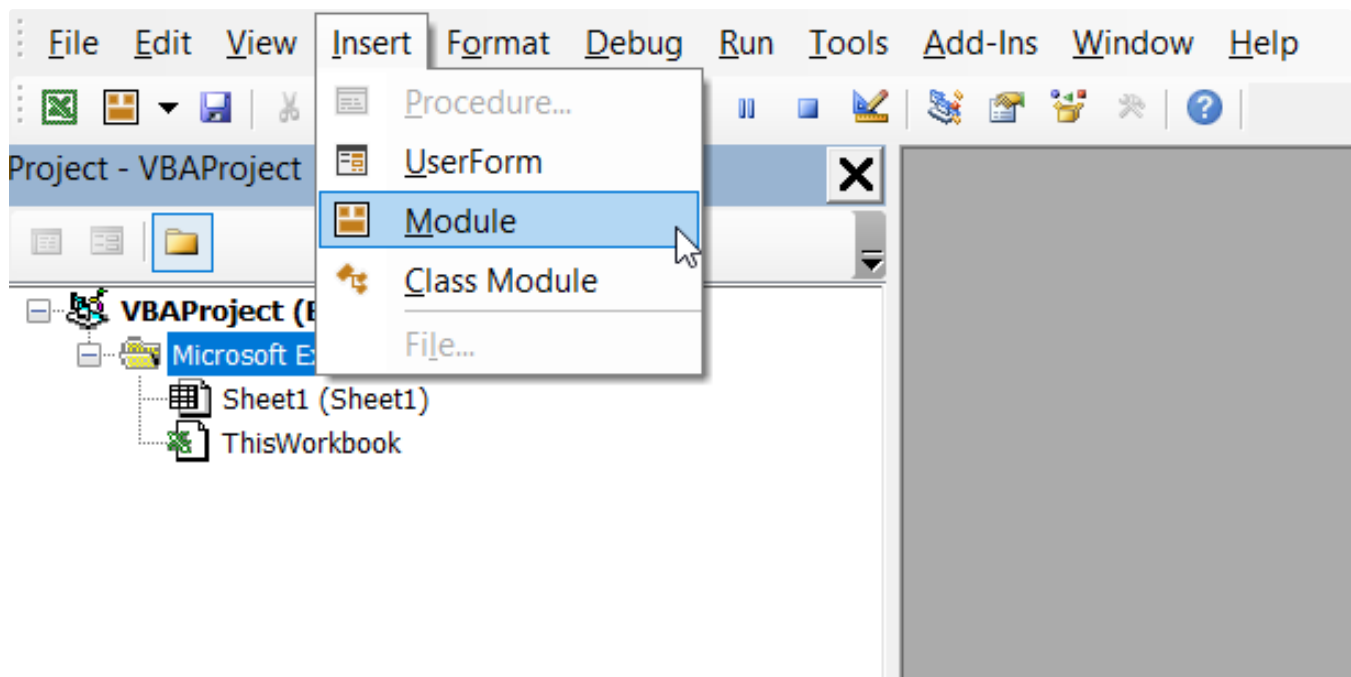 File Edit View Insert Format Debug Run Tools Add-Ins Window Help
Procedure...
Project - VBAProject
UserForm
Module
Class Module
VBAProject (
File...
Microsoft
Sheet1 (Sheet1)
ThisWorkbook